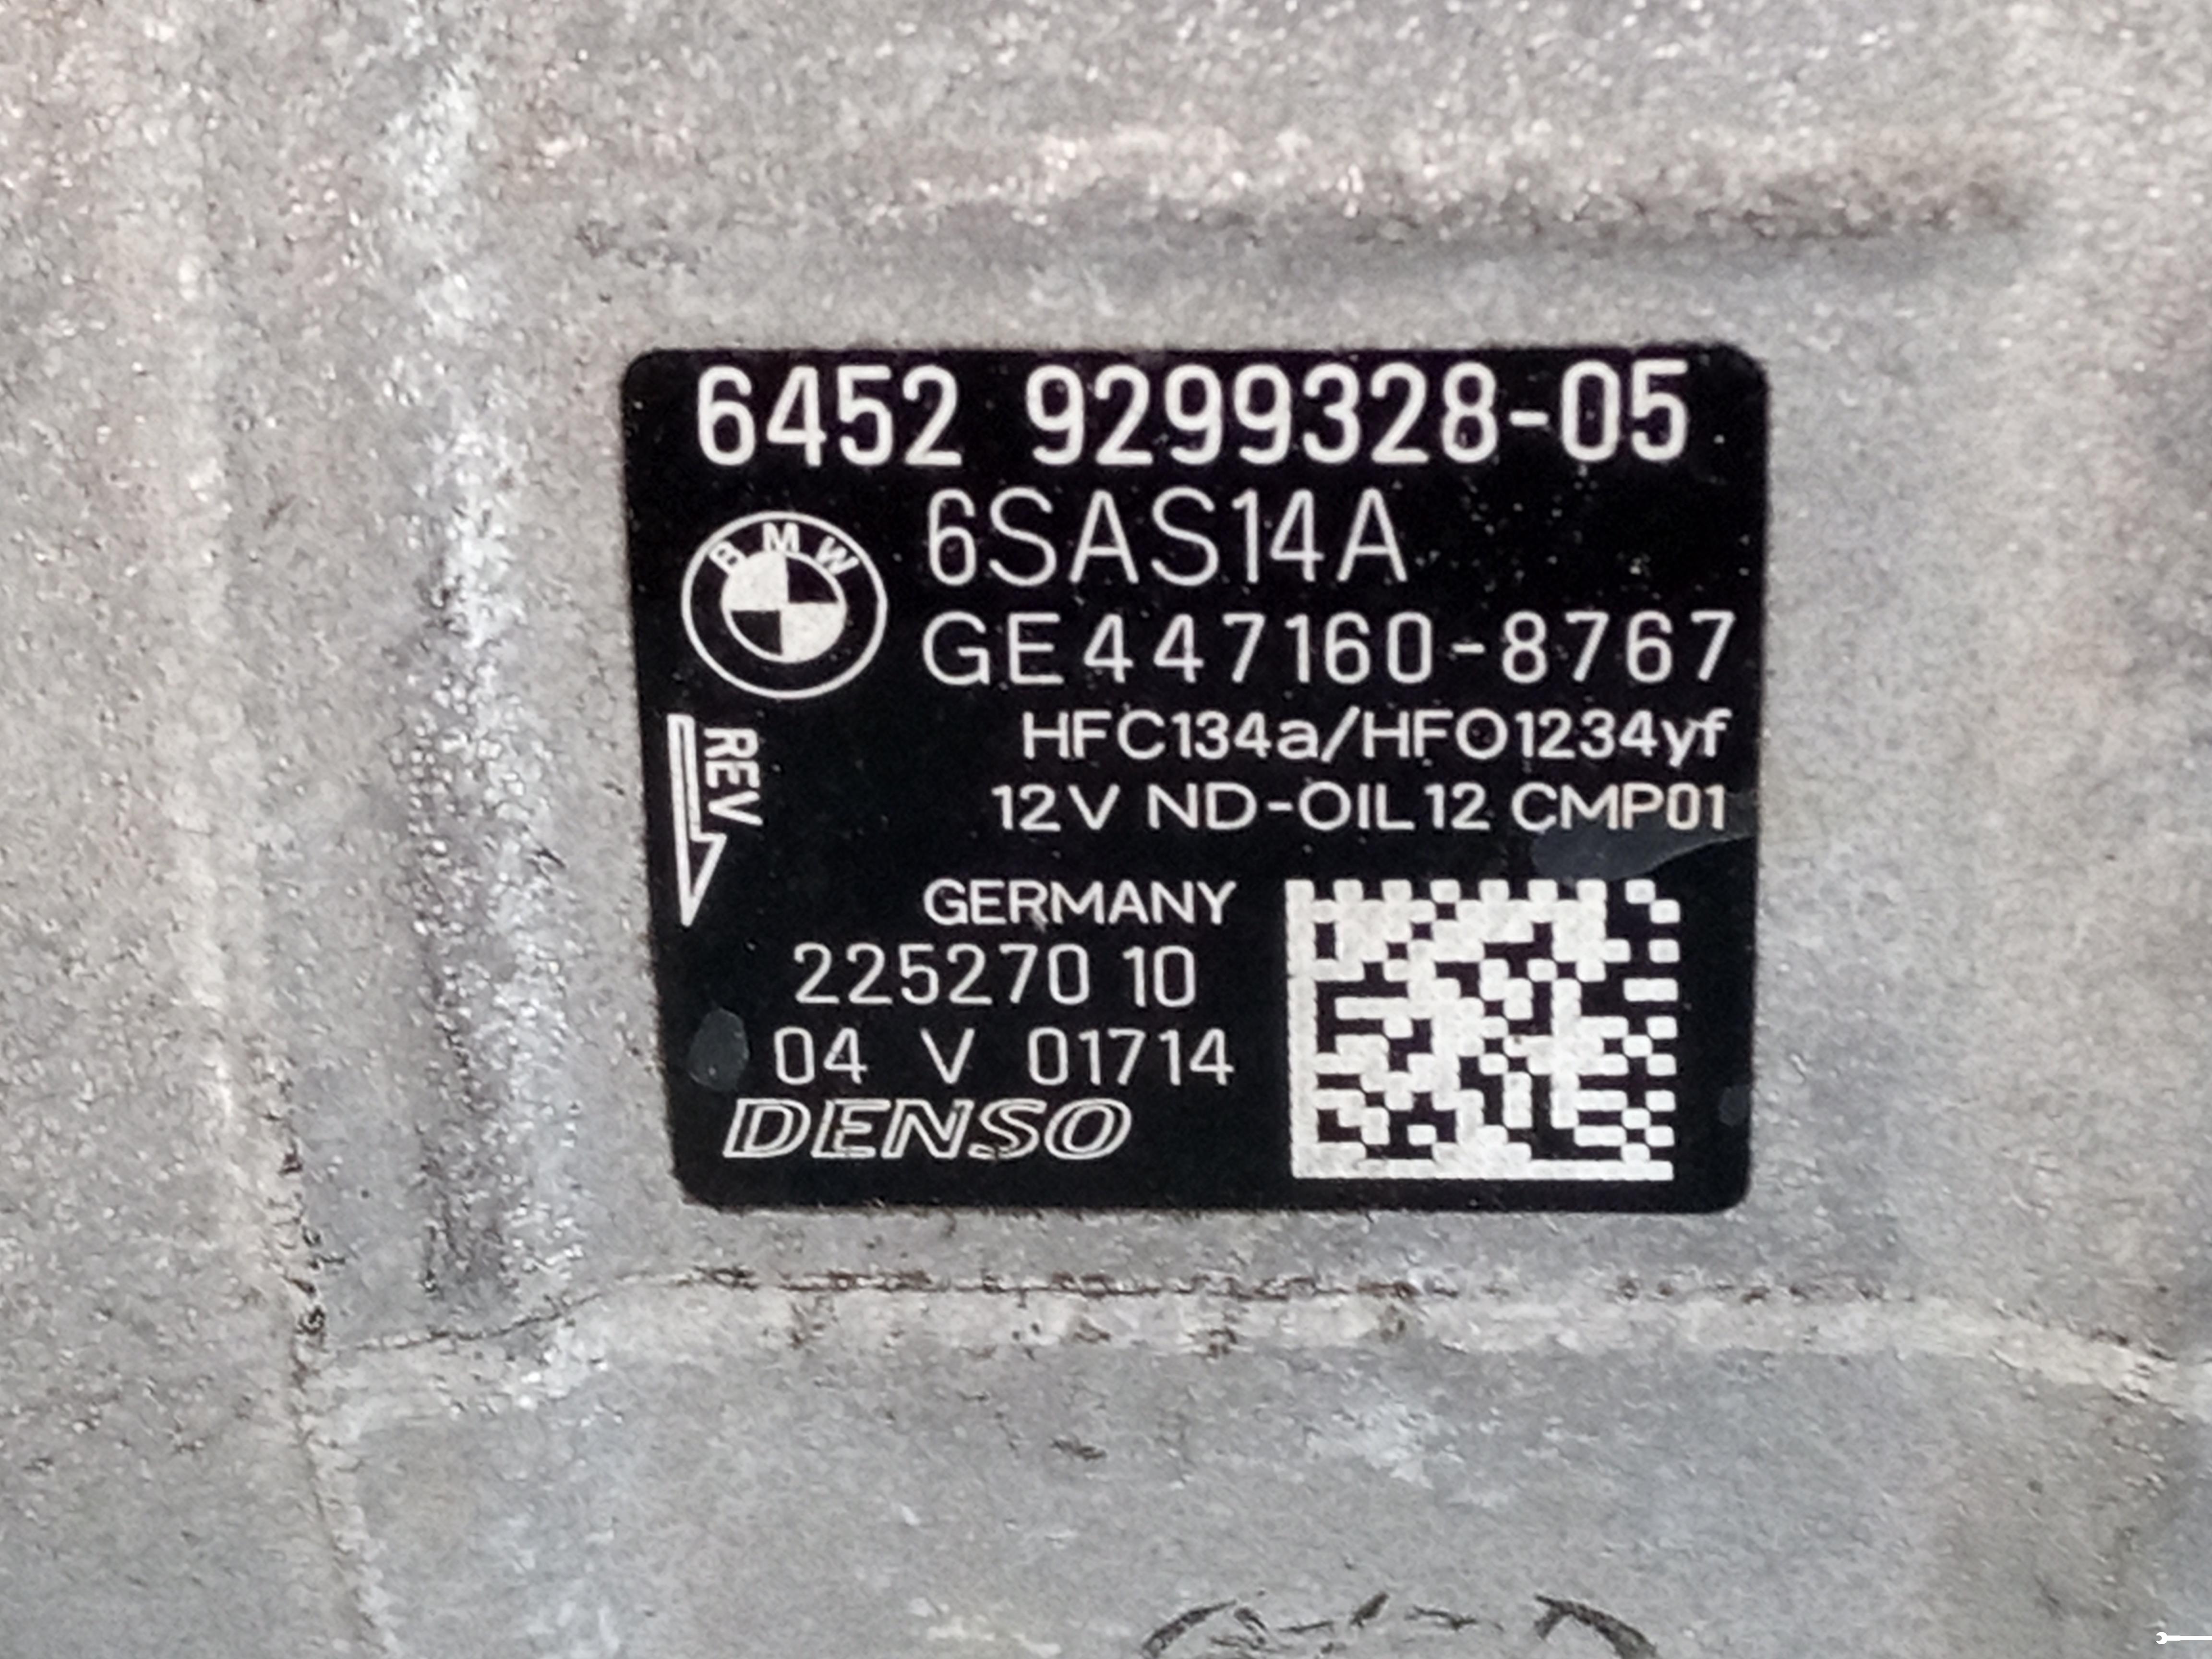 6452 9299328-05
BMW
6SAS14A
GE447160-8767
REV
HFC134a/HFO1234yf
12V ND-OIL12 CMP01
GERMANY
225270 10
04 V 01714
DENSO